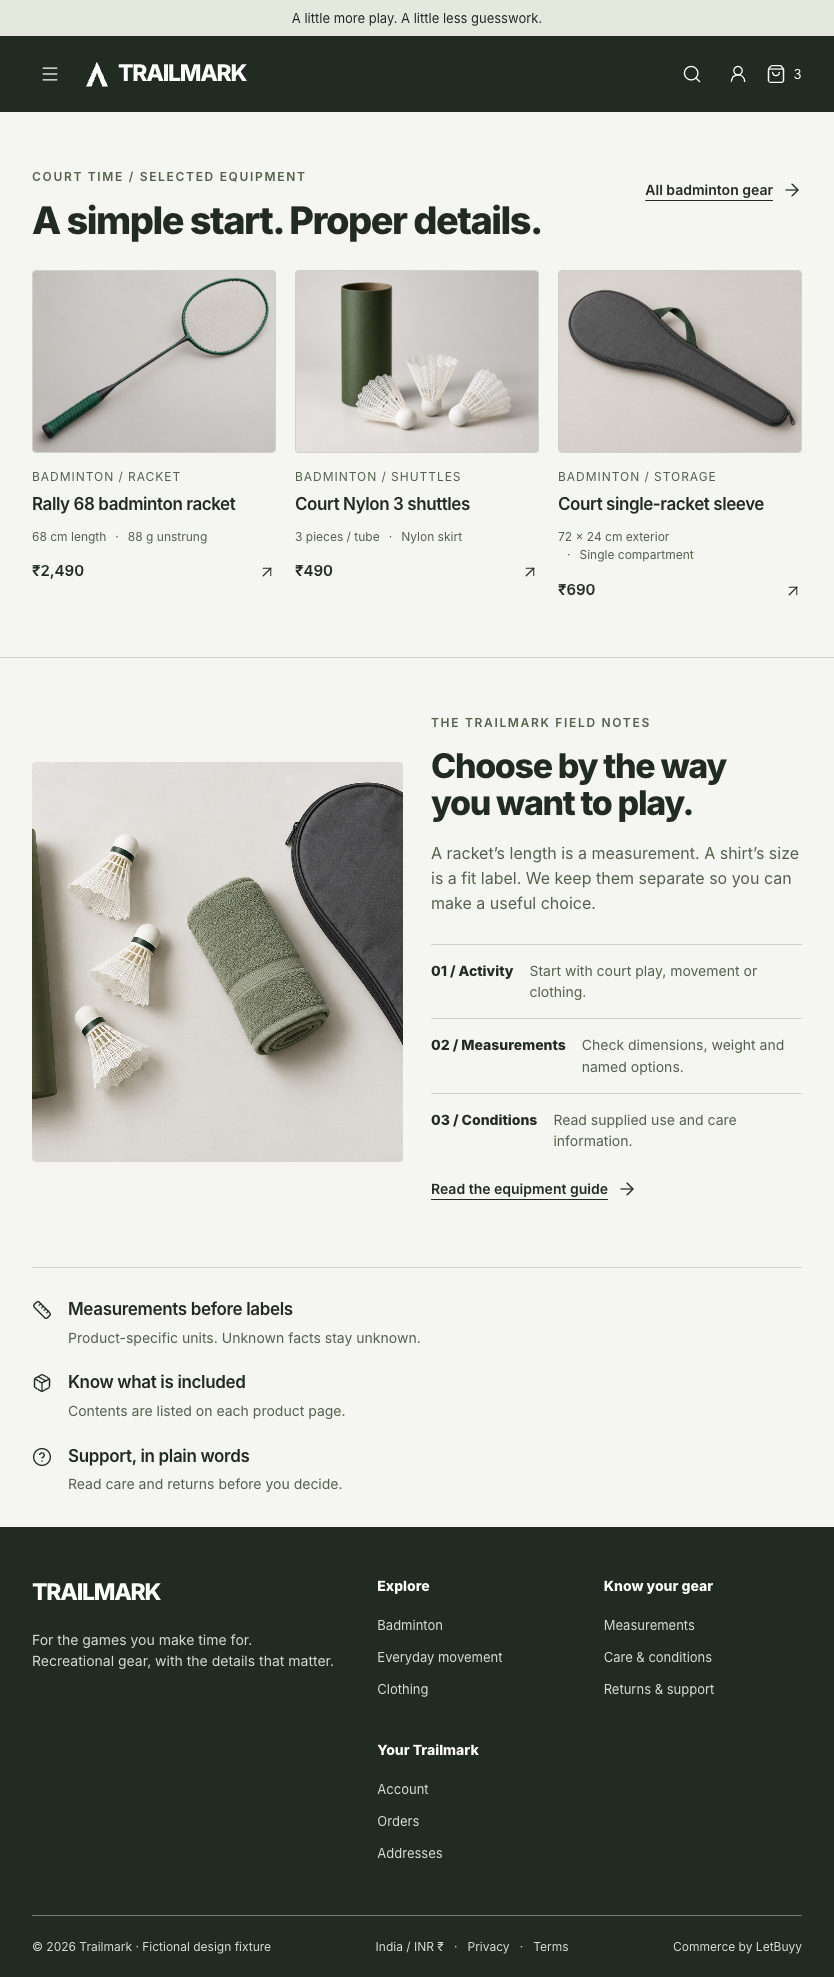 A little more play. A little less guesswork.
TRAILMARK
3
COURT TIME / SELECTED EQUIPMENT
A simple start. Proper details.
All badminton gear
BADMINTON / RACKET
Rally 68 badminton racket
68 cm length · 88 g unstrung
₹2,490
BADMINTON / SHUTTLES
Court Nylon 3 shuttles
3 pieces / tube · Nylon skirt
₹490
BADMINTON / STORAGE
Court single-racket sleeve
72 × 24 cm exterior
· Single compartment
₹690
THE TRAILMARK FIELD NOTES
Choose by the way
you want to play.
A racket’s length is a measurement. A shirt’s size
is a fit label. We keep them separate so you can
make a useful choice.
01 / Activity Start with court play, movement or
clothing.
02 / Measurements Check dimensions, weight and
named options.
03 / Conditions Read supplied use and care
information.
Read the equipment guide
Measurements before labels
Product-specific units. Unknown facts stay unknown.
Know what is included
Contents are listed on each product page.
Support, in plain words
Read care and returns before you decide.
TRAILMARK
For the games you make time for.
Recreational gear, with the details that matter.
Explore
Badminton
Everyday movement
Clothing
Know your gear
Measurements
Care & conditions
Returns & support
Your Trailmark
Account
Orders
Addresses
© 2026 Trailmark · Fictional design fixture
India / INR ₹ · Privacy · Terms
Commerce by LetBuyy